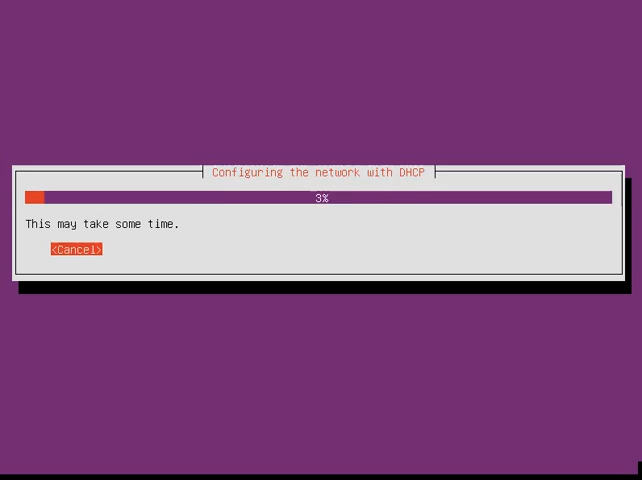 Configuring the network with DHCP
3%
This may take some time.
<Cancel>